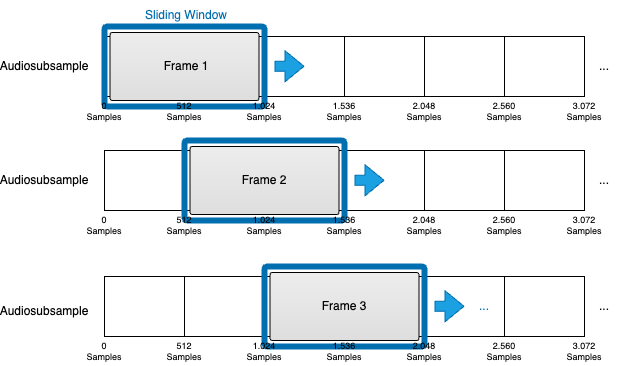 Sliding Window
Audiosubsample Frame 1 ...
0 512 1.024 1.536 2.048 2.560 3.072
Samples Samples Samples Samples Samples Samples Samples
Audiosubsample Frame 2 ...
0 512 1.024 1.536 2.048 2.560 3.072
Samples Samples Samples Samples Samples Samples Samples
Audiosubsample Frame 3 ... ...
0 512 1.024 1.536 2.048 2.560 3.072
Samples Samples Samples Samples Samples Samples Samples